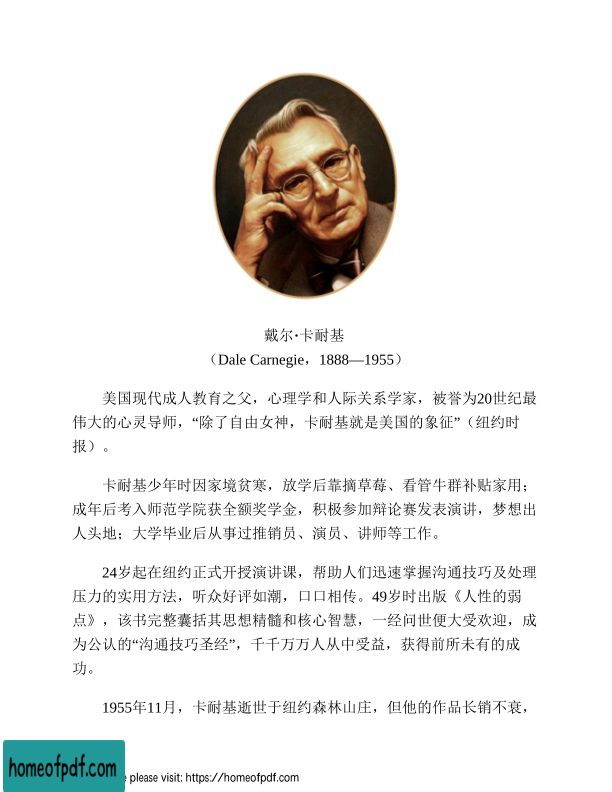 戴尔·卡耐基
（Dale Carnegie，1888—1955）
美国现代成人教育之父，心理学和人际关系学家，被誉为20世纪最
伟大的心灵导师，“除了自由女神，卡耐基就是美国的象征”（纽约时
报）。
卡耐基少年时因家境贫寒，放学后靠摘草莓、看管牛群补贴家用；
成年后考入师范学院获全额奖学金，积极参加辩论赛发表演讲，梦想出
人头地；大学毕业后从事过推销员、演员、讲师等工作。
24岁起在纽约正式开授演讲课，帮助人们迅速掌握沟通技巧及处理
压力的实用方法，听众好评如潮，口口相传。49岁时出版《人性的弱
点》，该书完整囊括其思想精髓和核心智慧，一经问世便大受欢迎，成
为公认的“沟通技巧圣经”，千千万万人从中受益，获得前所未有的成
功。
1955年11月，卡耐基逝世于纽约森林山庄，但他的作品长销不衰，
homeofpdf.com
e please visit: https://homeofpdf.com